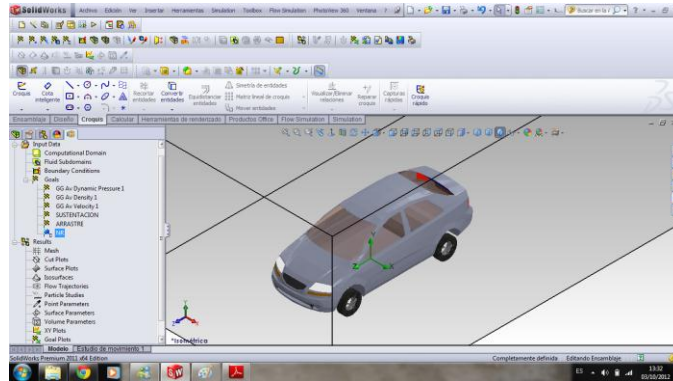 SolidWorks Archivo Edición Ver Insertar Herramientas Simulation Toolbox Flow Simulation PhotoView 360 Ventana ?
Croquis
Cota inteligente
Recortar entidades
Convertir entidades
Equidistanciar entidades
Simetría de entidades
Matriz lineal de croquis
Mover entidades
Visualizar/Eliminar relaciones
Reparar croquis
Capturas rápidas
Croquis rápido
Ensamblaje Diseño Croquis Calcular Herramientas de renderizado Productos Office Flow Simulation Simulation
Input Data
Computational Domain
Fluid Subdomains
Boundary Conditions
Goals
GG Av Dynamic Pressure 1
GG Av Density 1
GG Av Velocity 1
SUSTENTACION
ARRASTRE
Results
Mesh
Cut Plots
Surface Plots
Isosurfaces
Flow Trajectories
Particle Studies
Point Parameters
Surface Parameters
Volume Parameters
XY Plots
Goal Plots
*Isométrica
Modelo Estudio de movimiento 1
SolidWorks Premium 2011 x64 Edition Completamente definida Editando Ensamblaje
ES 13:32
03/10/2012